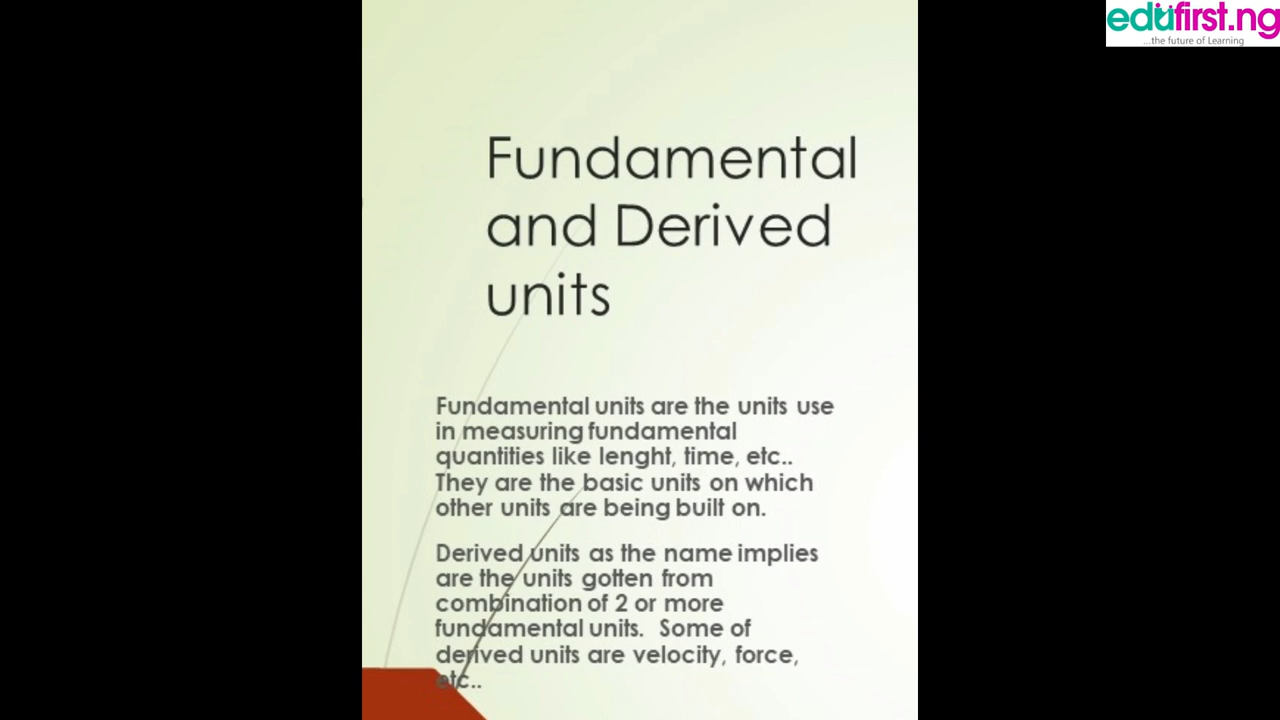 edufirst.ng
...the future of Learning
Fundamental
and Derived
units
Fundamental units are the units use
in measuring fundamental
quantities like lenght, time, etc..
They are the basic units on which
other units are being built on.
Derived units as the name implies
are the units gotten from
combination of 2 or more
fundamental units. Some of
derived units are velocity, force,
etc..